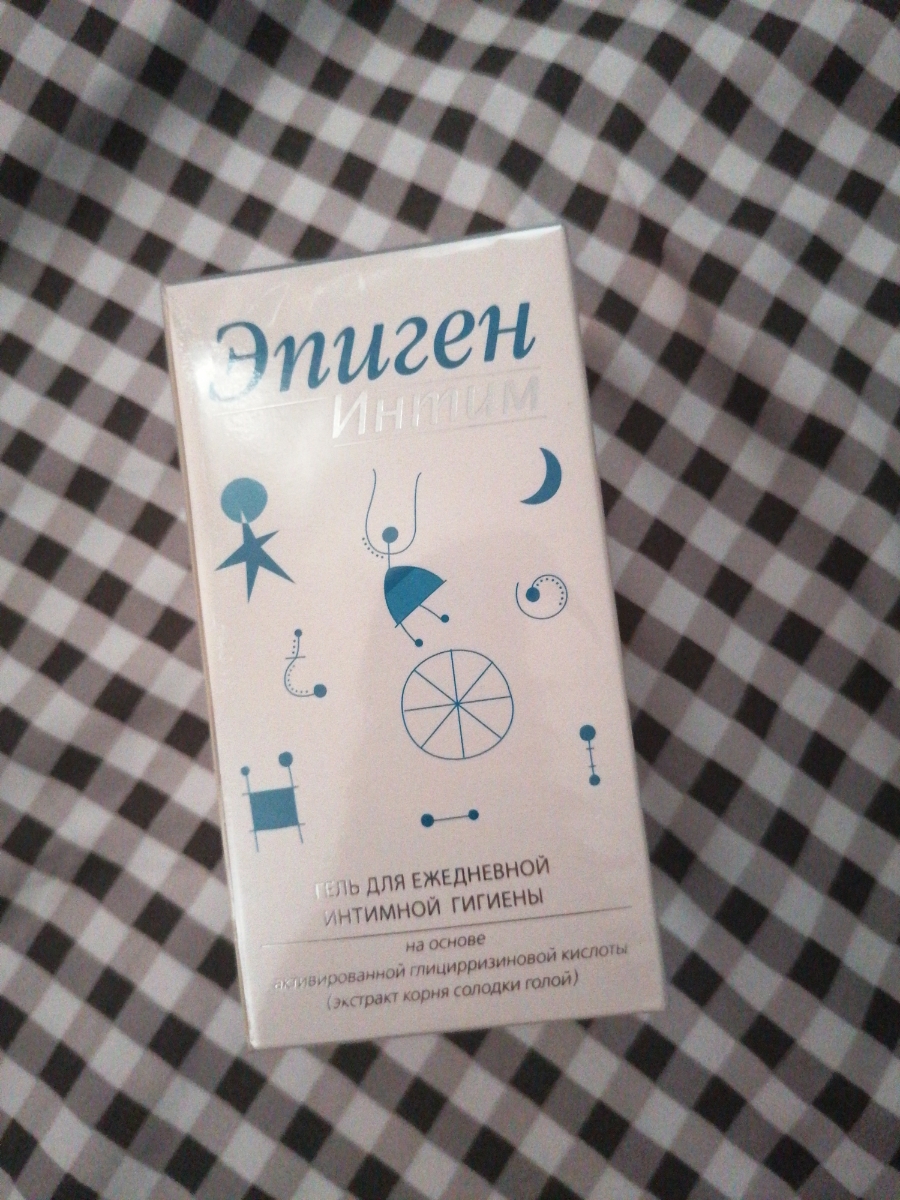 Эпиген
Интим
ГЕЛЬ ДЛЯ ЕЖЕДНЕВНОЙ
ИНТИМНОЙ ГИГИЕНЫ
на основе
активированной глицирризиновой кислоты
(экстракт корня солодки голой)